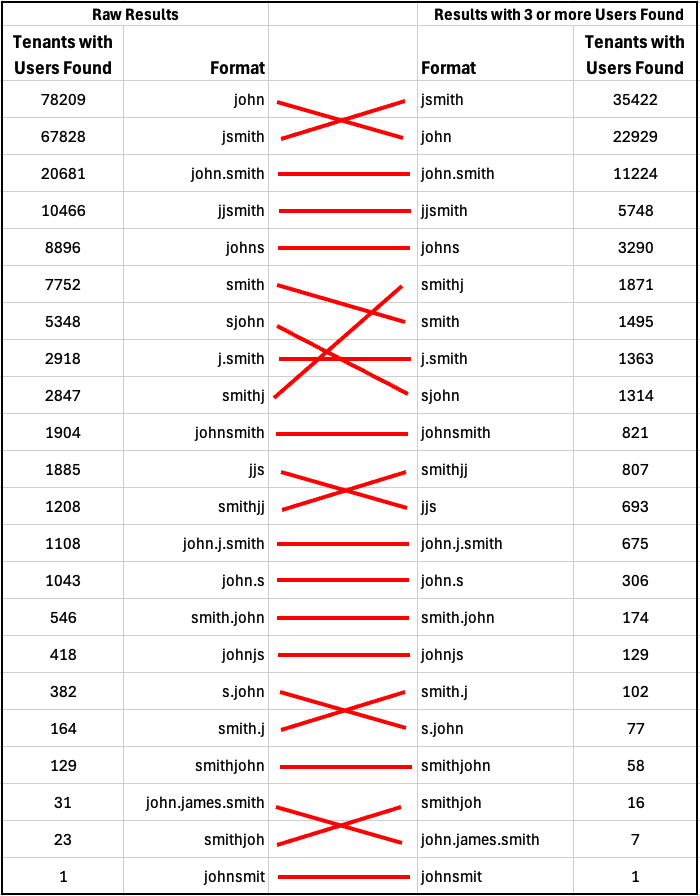 Raw Results Results with 3 or more Users Found
Tenants with Users Found Format Format Tenants with Users Found
78209 john jsmith 35422
67828 jsmith john 22929
20681 john.smith john.smith 11224
10466 jjsmith jjsmith 5748
8896 johns johns 3290
7752 smith smithj 1871
5348 sjohn smith 1495
2918 j.smith j.smith 1363
2847 smithj sjohn 1314
1904 johnsmith johnsmith 821
1885 jjs smithjj 807
1208 smithjj jjs 693
1108 john.j.smith john.j.smith 675
1043 john.s john.s 306
546 smith.john smith.john 174
418 johnjs johnjs 129
382 s.john smith.j 102
164 smith.j s.john 77
129 smithjohn smithjohn 58
31 john.james.smith smithjoh 16
23 smithjoh john.james.smith 7
1 johnsmit johnsmit 1